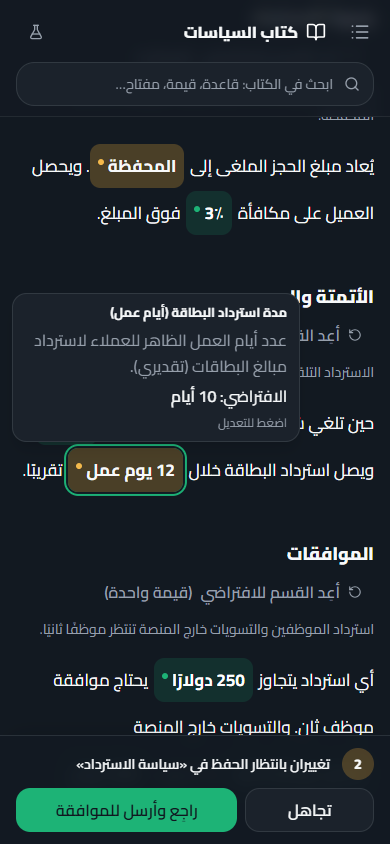 كتاب السياسات
ابحث في الكتاب: قاعدة، قيمة، مفتاح...
يُعاد مبلغ الحجز الملغى إلى المحفظة. ويحصل
العميل على مكافأة 3٪ فوق المبلغ.
الأتمتة
مدة استرداد البطاقة (أيام عمل)
عدد أيام العمل الظاهر للعملاء لاسترداد
مبالغ البطاقات (تقديري).
الافتراضي: 10 أيام
اضغط للتعديل
أعِد
الاسترداد
حين تلغي
ويصل استرداد البطاقة خلال 12 يوم عمل تقريبًا.
الموافقات
أعِد القسم للافتراضي (قيمة واحدة)
استرداد الموظفين والتسويات خارج المنصة تنتظر موظفًا ثانيًا.
أي استرداد يتجاوز 250 دولارًا يحتاج موافقة
موظف ثانٍ. والتسويات خارج المنصة
2 تغييران بانتظار الحفظ في «سياسة الاسترداد»
تجاهل
راجِع وأرسل للموافقة